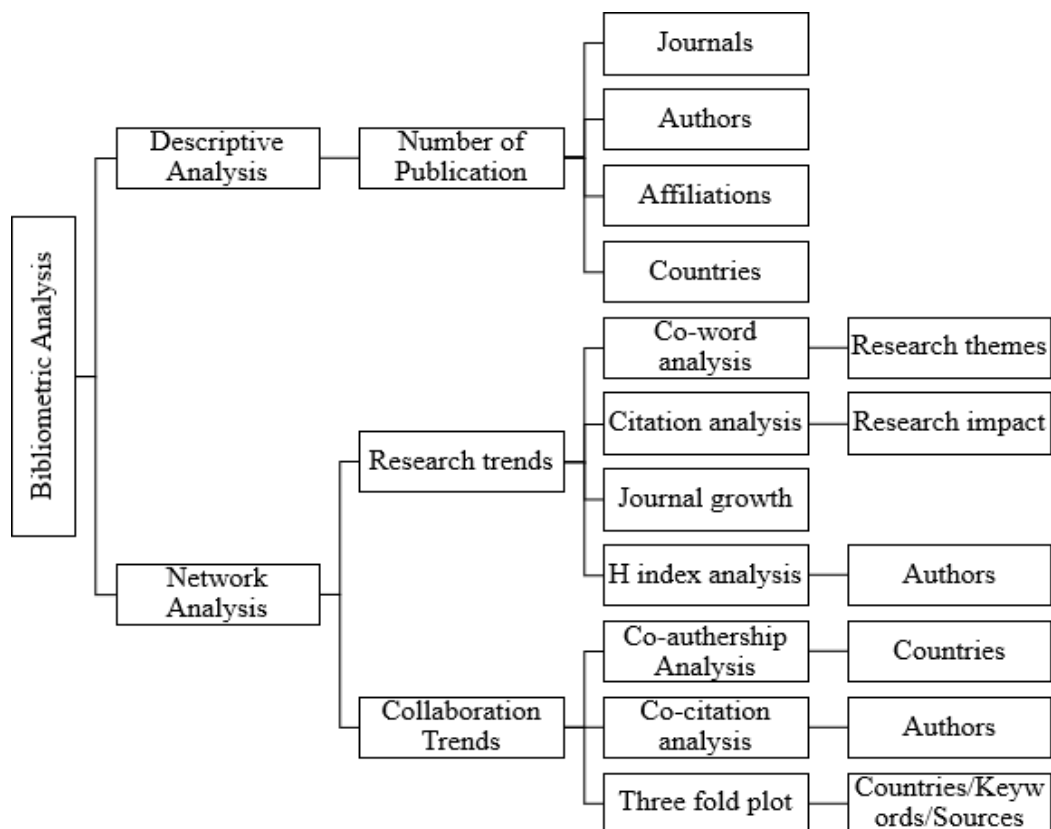 Bibliometric Analysis
Descriptive
Analysis
Number of
Publication
Journals
Authors
Affiliations
Countries
Network
Analysis
Research trends
Co-word
analysis
Research themes
Citation analysis
Research impact
Journal growth
H index analysis
Authors
Collaboration
Trends
Co-authership
Analysis
Countries
Co-citation
analysis
Authors
Three fold plot
Countries/Keyw
ords/Sources